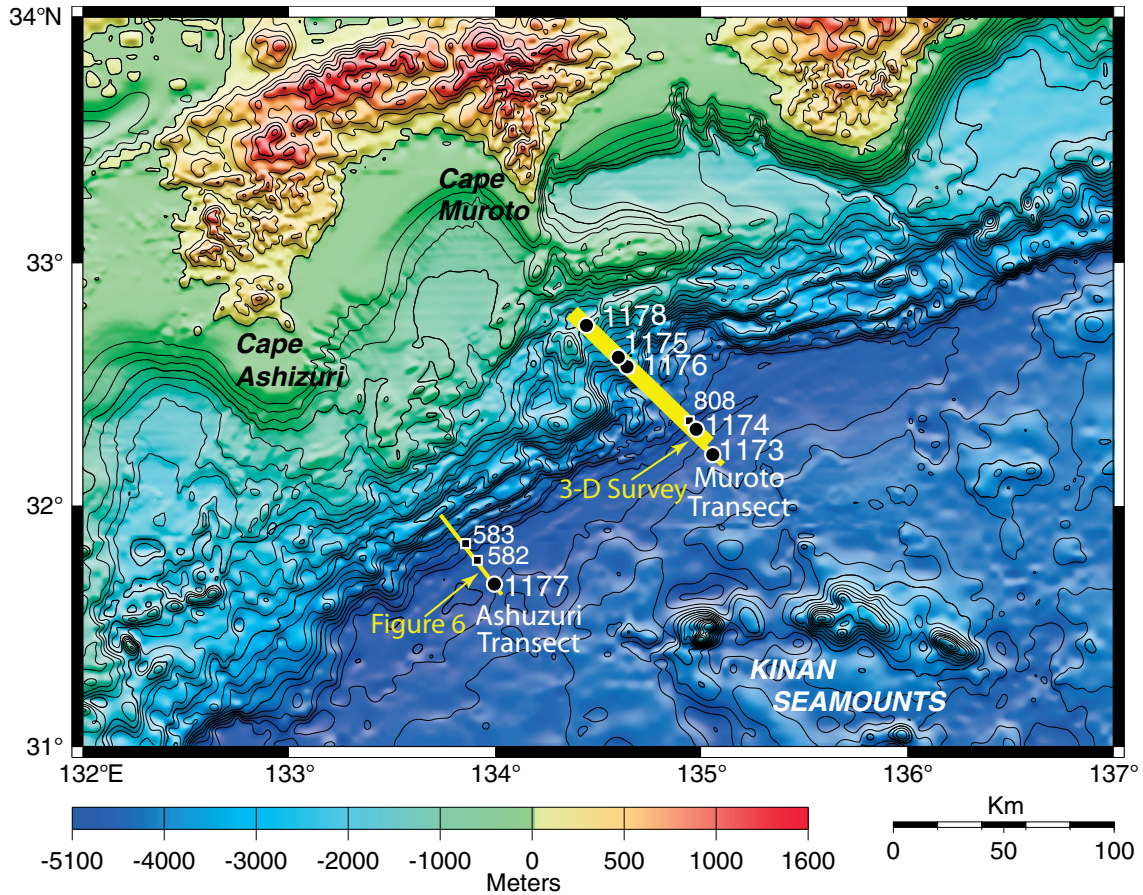 34°N
33°
32°
31°
132°E
133°
134°
135°
136°
137°
Cape
Muroto
Cape
Ashizuri
1178
1175
1176
808
1174
1173
3-D Survey
Muroto
Transect
583
582
1177
Figure 6
Ashuzuri
Transect
KINAN
SEAMOUNTS
-5100
-4000
-3000
-2000
-1000
0
500
1000
1600
Meters
Km
0
50
100